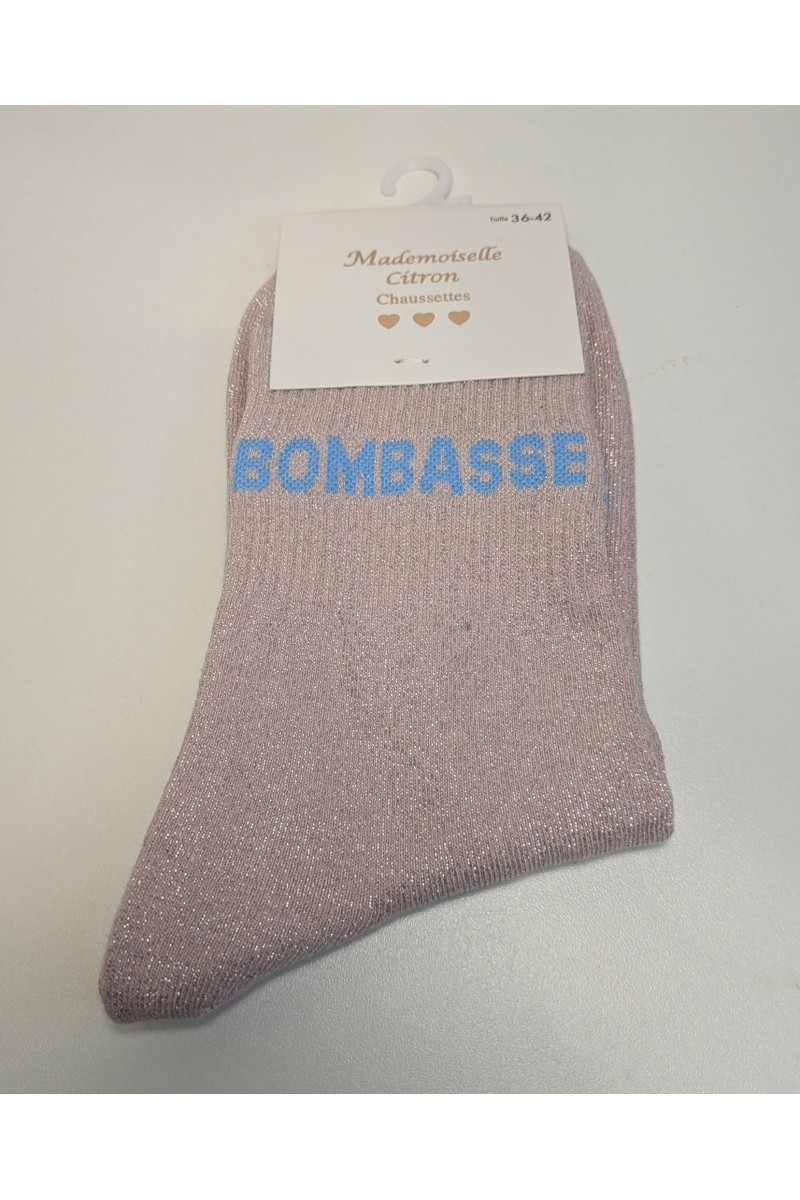 Taille 36-42
Mademoiselle
Citron
Chaussettes
BOMBASSE